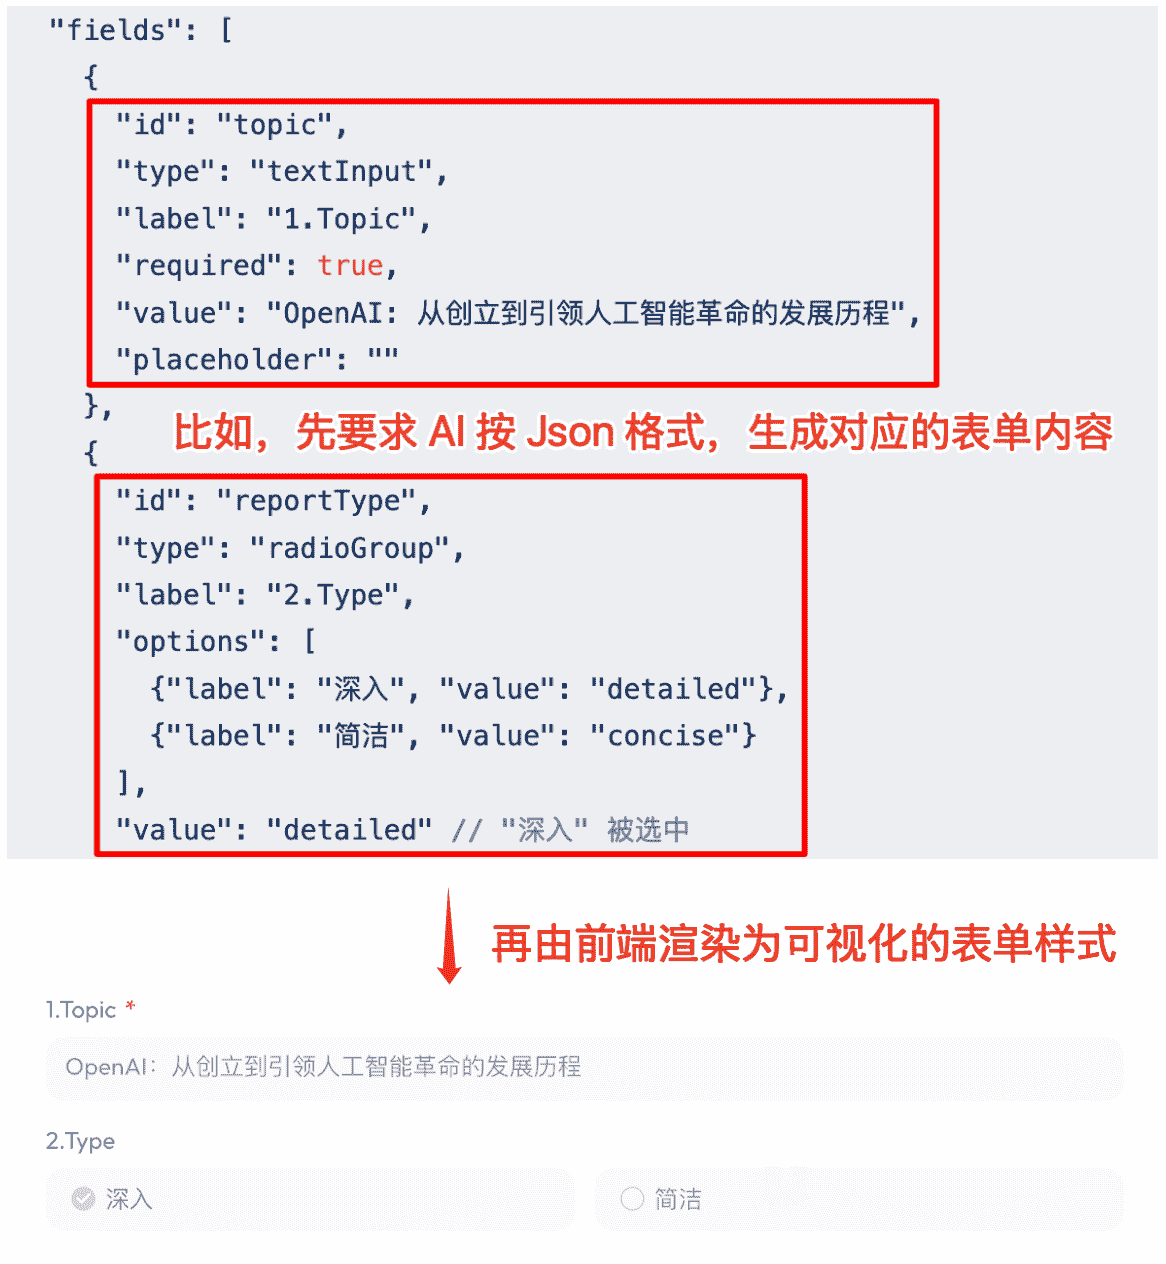 "fields": [
{
"id": "topic",
"type": "textInput",
"label": "1.Topic",
"required": true,
"value": "OpenAI: 从创立到引领人工智能革命的发展历程",
"placeholder": ""
},
比如，先要求 AI 按 Json 格式，生成对应的表单内容
{
"id": "reportType",
"type": "radioGroup",
"label": "2.Type",
"options": [
{"label": "深入", "value": "detailed"},
{"label": "简洁", "value": "concise"}
],
"value": "detailed" // "深入" 被选中
再由前端渲染为可视化的表单样式
1.Topic *
OpenAI：从创立到引领人工智能革命的发展历程
2.Type
深入
简洁